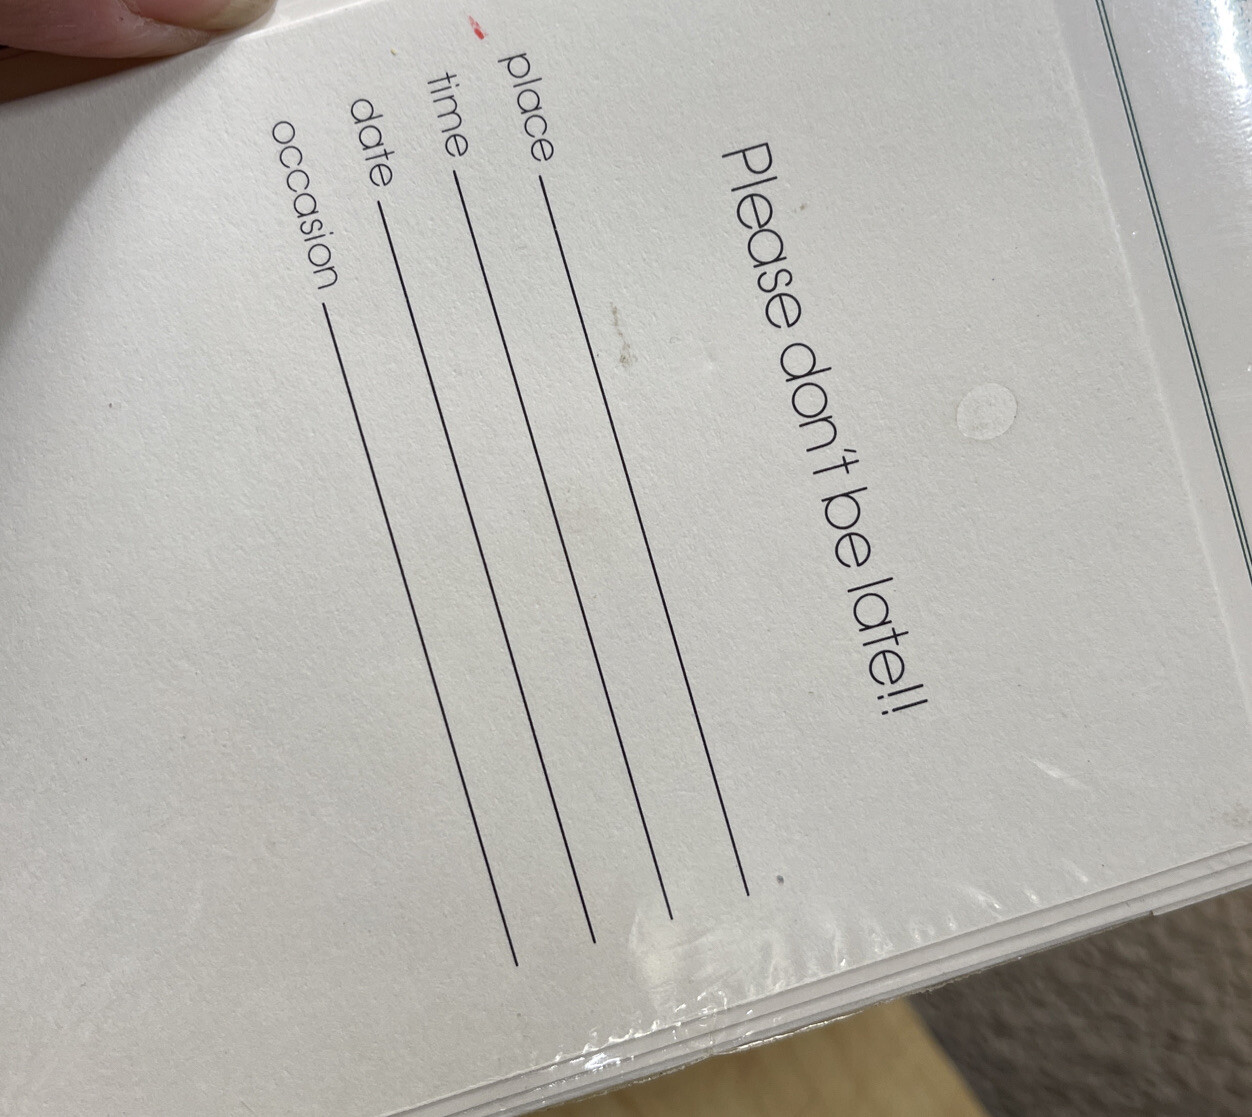 Please don't be late!!
place
time
date
occasion